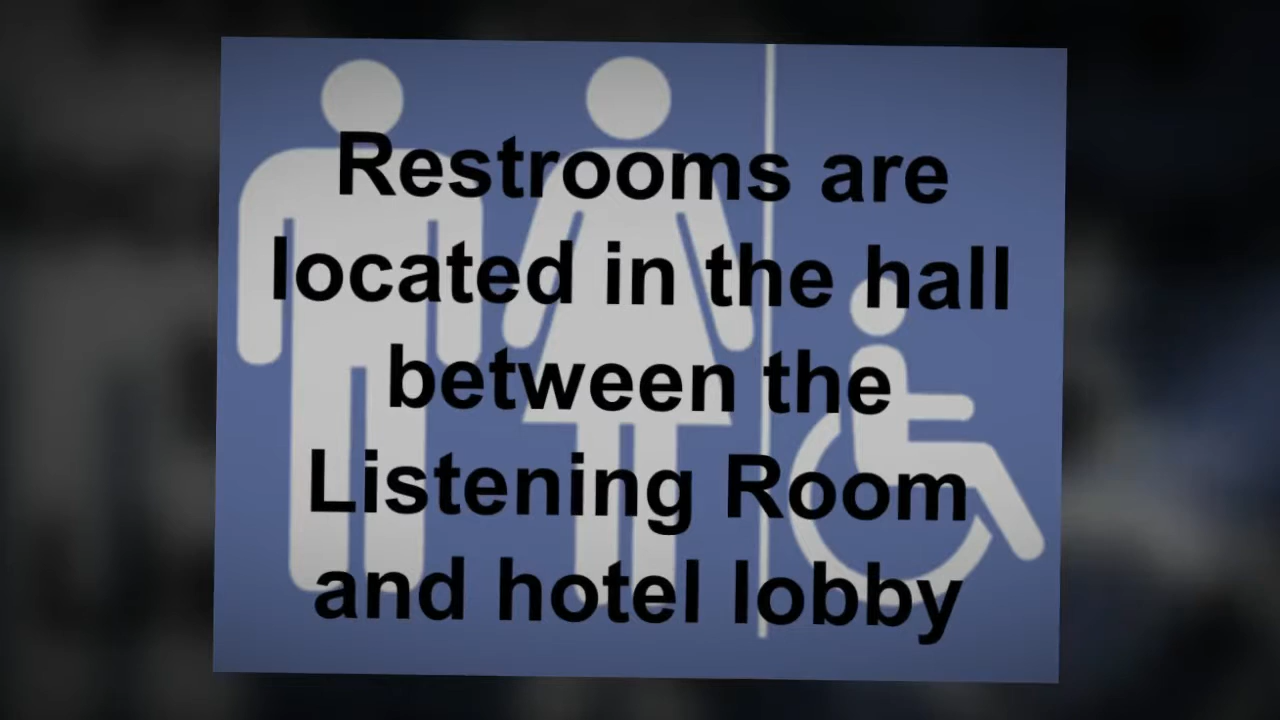 Restrooms are
located in the hall
between the
Listening Room
and hotel lobby